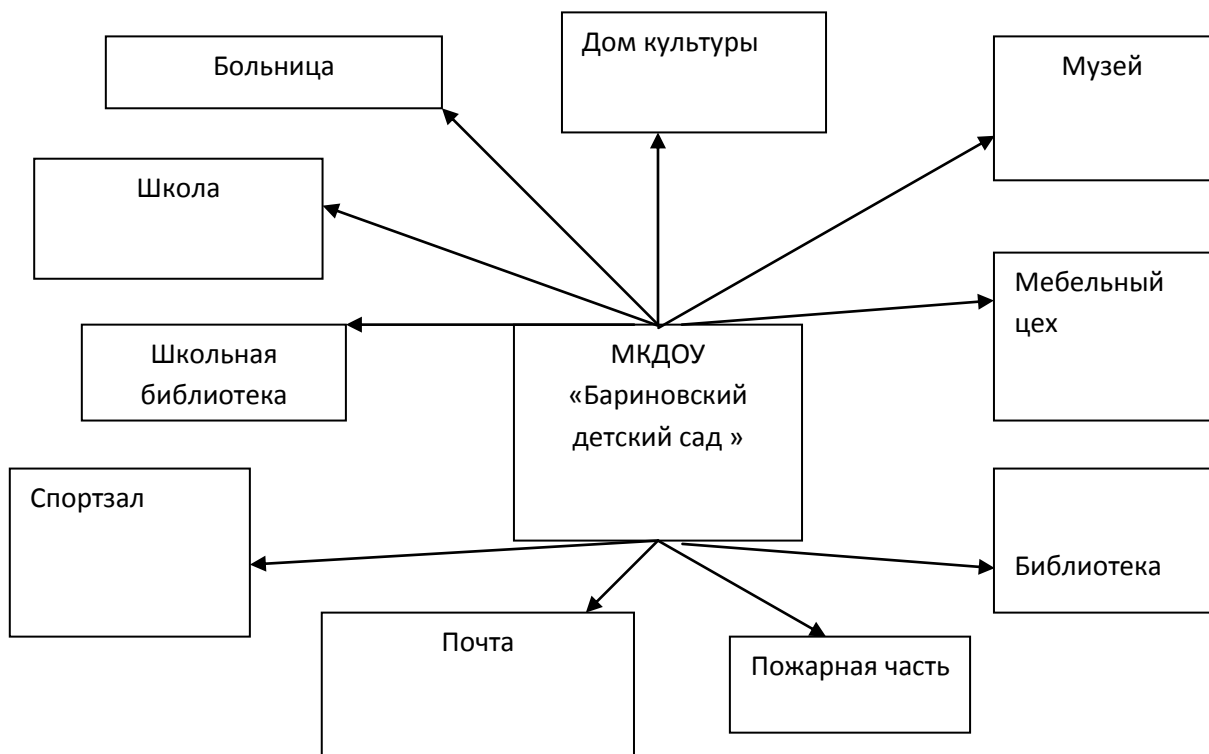 Дом культуры
Больница
Музей
Школа
Мебельный
цех
Школьная
библиотека
МКДОУ
«Бариновский
детский сад »
Спортзал
Библиотека
Почта
Пожарная часть